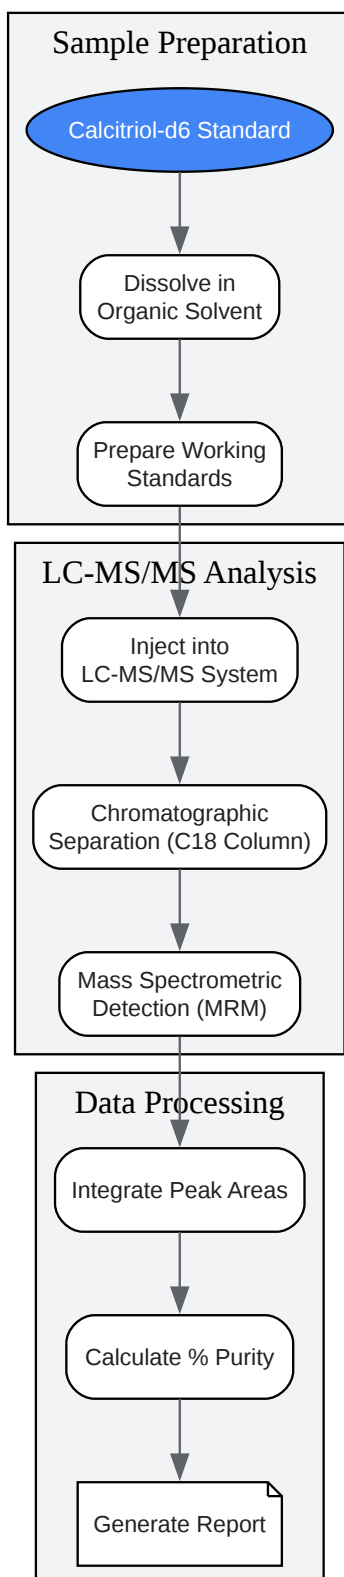 Sample Preparation
Calcitriol-d6 Standard
Dissolve in
Organic Solvent
Prepare Working
Standards
LC-MS/MS Analysis
Inject into
LC-MS/MS System
Chromatographic
Separation (C18 Column)
Mass Spectrometric
Detection (MRM)
Data Processing
Integrate Peak Areas
Calculate % Purity
Generate Report